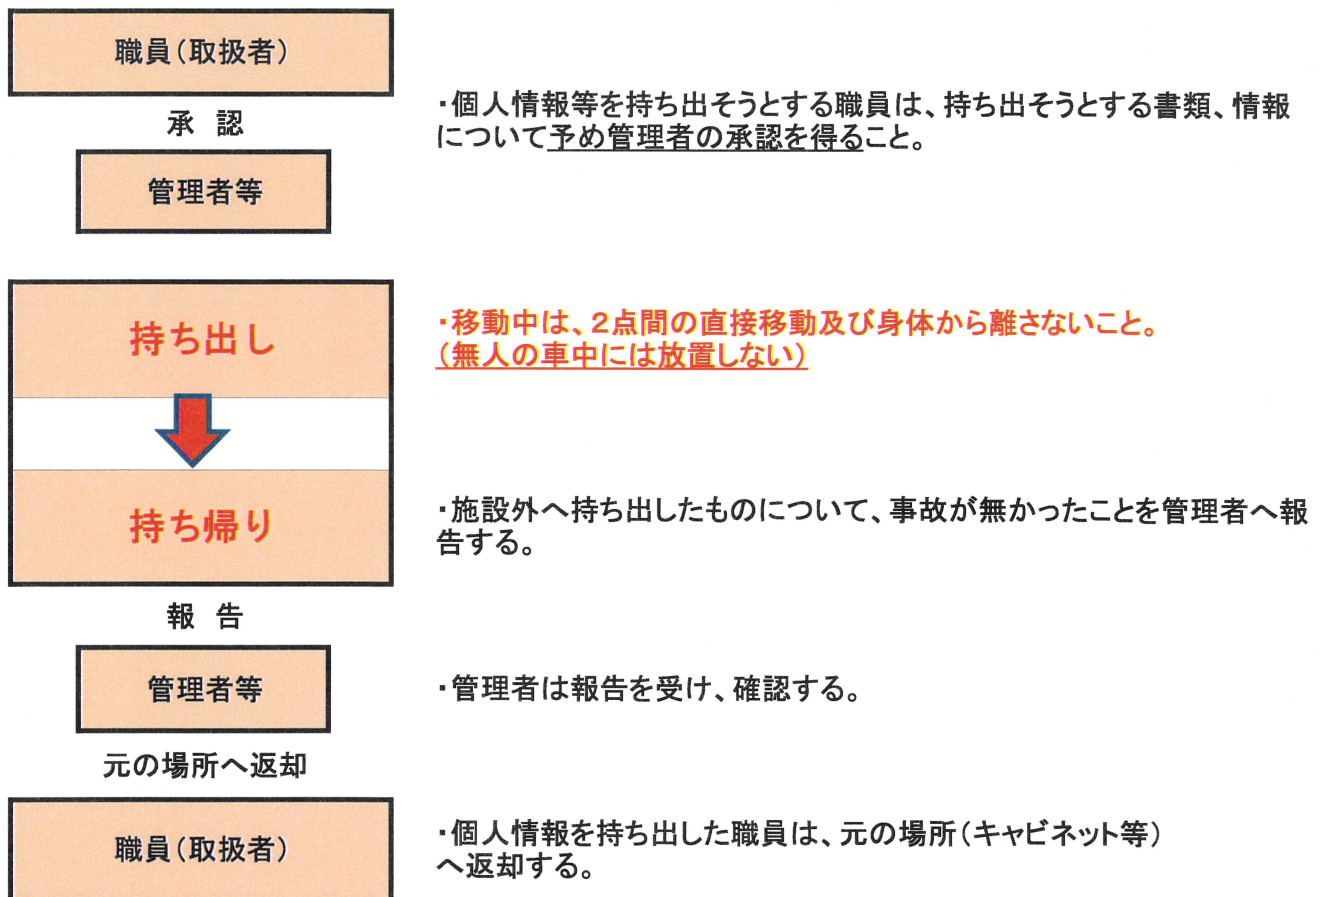 職員(取扱者)
承 認
管理者等
・個人情報等を持ち出そうとする職員は、持ち出そうとする書類、情報
について予め管理者の承認を得ること。
持ち出し
・移動中は、2点間の直接移動及び身体から離さないこと。
(無人の車中には放置しない)
持ち帰り
・施設外へ持ち出したものについて、事故が無かったことを管理者へ報
告する。
報 告
管理者等
・管理者は報告を受け、確認する。
元の場所へ返却
職員(取扱者)
・個人情報を持ち出した職員は、元の場所(キャビネット等)
へ返却する。